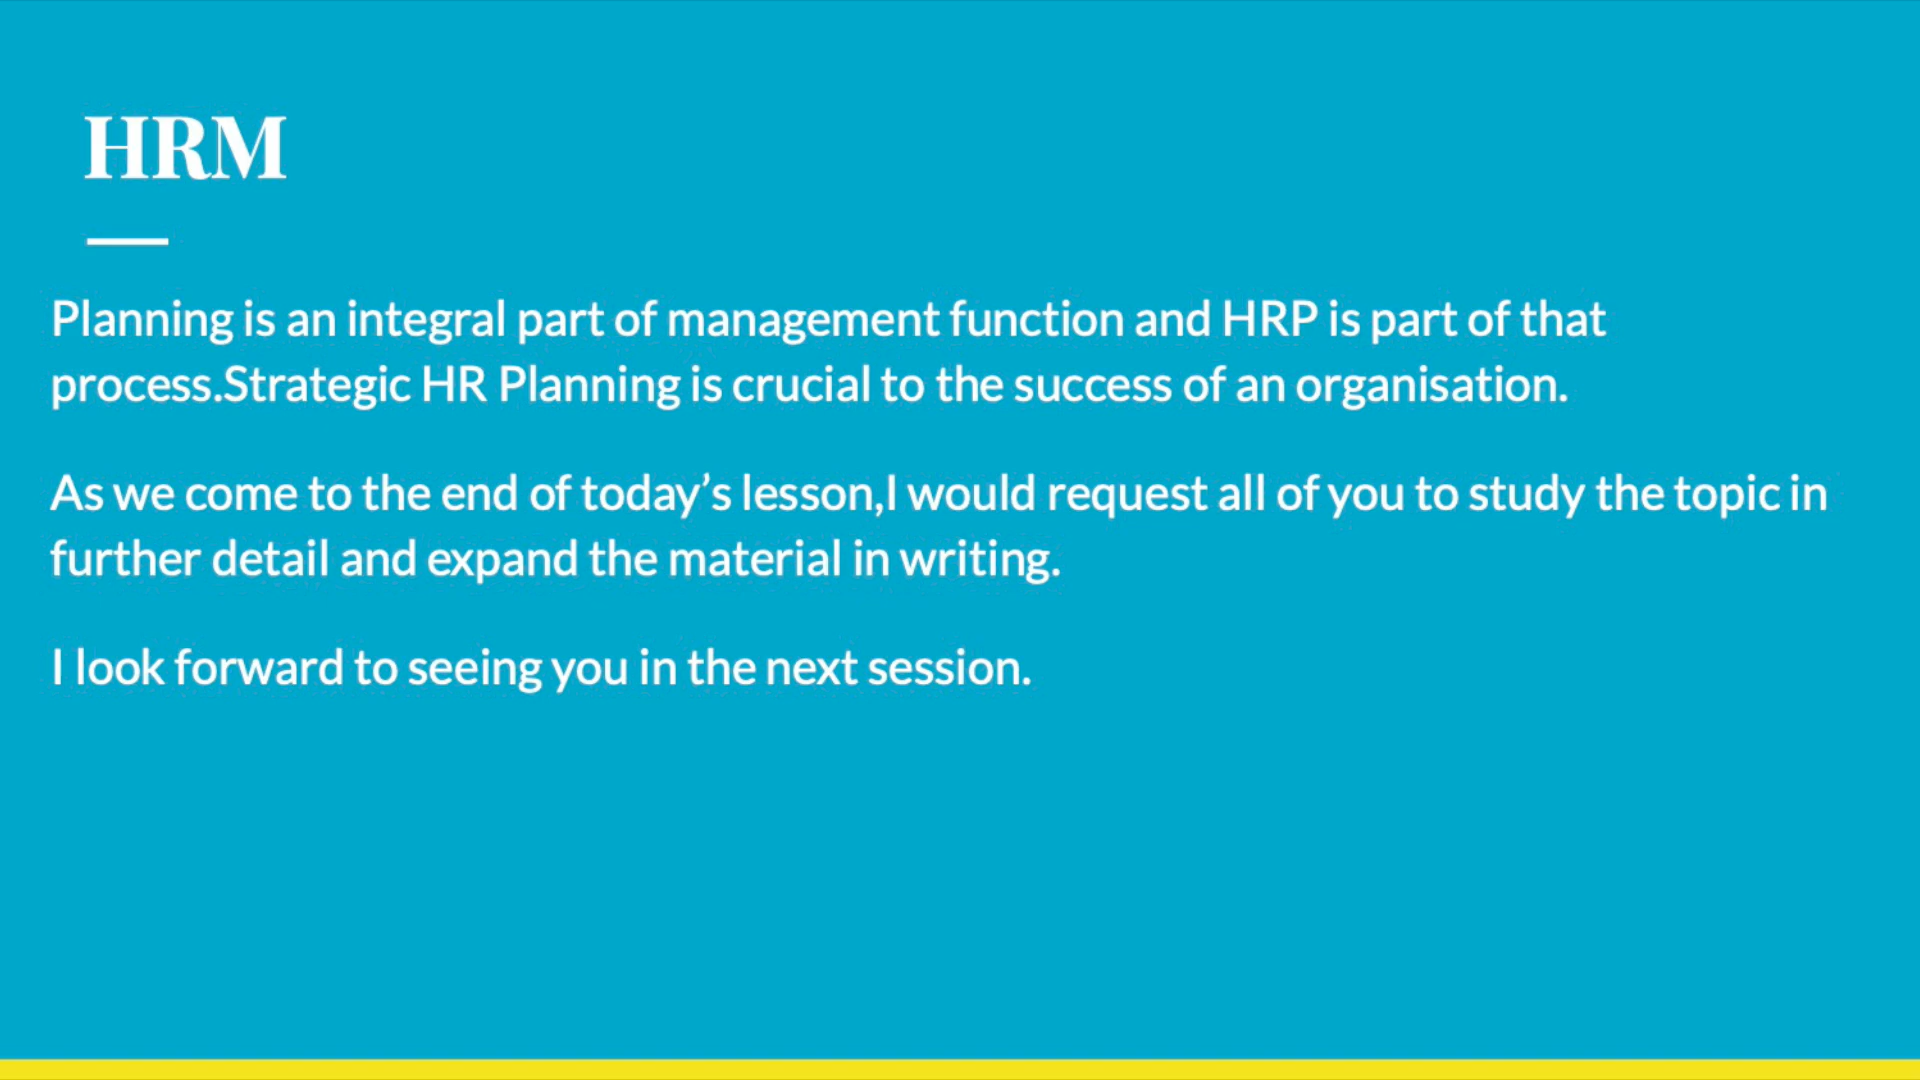 HRM
Planning is an integral part of management function and HRP is part of that
process.Strategic HR Planning is crucial to the success of an organisation.
As we come to the end of today’s lesson,I would request all of you to study the topic in
further detail and expand the material in writing.
I look forward to seeing you in the next session.